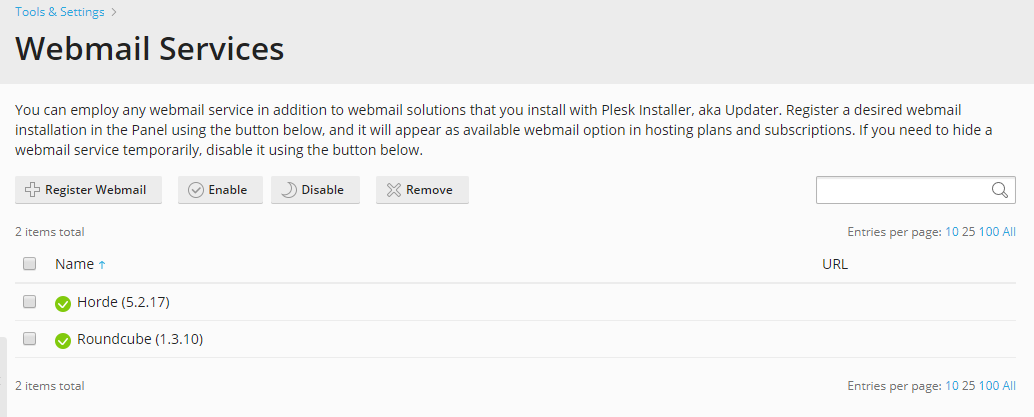 Tools & Settings >
Webmail Services
You can employ any webmail service in addition to webmail solutions that you install with Plesk Installer, aka Updater. Register a desired webmail
installation in the Panel using the button below, and it will appear as available webmail option in hosting plans and subscriptions. If you need to hide a
webmail service temporarily, disable it using the button below.
Register Webmail Enable Disable Remove
2 items total Entries per page: 10 25 100 All
Name ↑ URL
Horde (5.2.17)
Roundcube (1.3.10)
2 items total Entries per page: 10 25 100 All